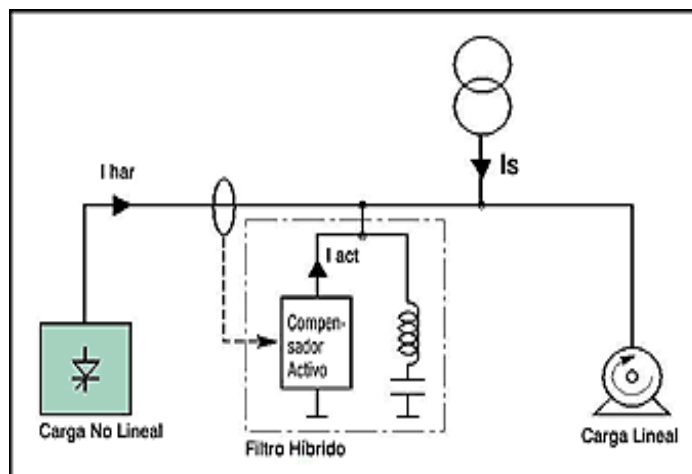 Is
I har
I act
Compen-
sador
Activo
Carga No Lineal
Filtro Híbrido
Carga Lineal